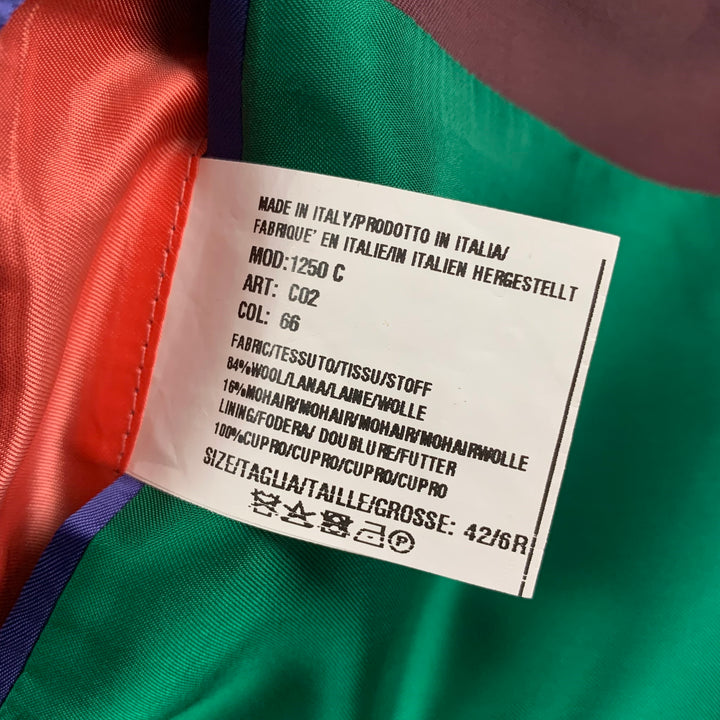 MADE IN ITALY/PRODOTTO IN ITALIA/
FABRIQUE' EN ITALIE/IN ITALIEN HERGESTELLT
MOD:1250 C
ART: C02
COL: 66
FABRIC/TESSUTO/TISSU/STOFF
84%WOOL/LANA/LAINE/WOLLE
16%MOHAIR/MOHAIR/MOHAIR/MOHAIRWOLLE
LINING/FODERA/ DOUBLURE/FUTTER
100%CUPRO/CUPRO/CUPRO/CUPRO
SIZE/TAGLIA/TAILLE/GROSSE: 42/6R
P